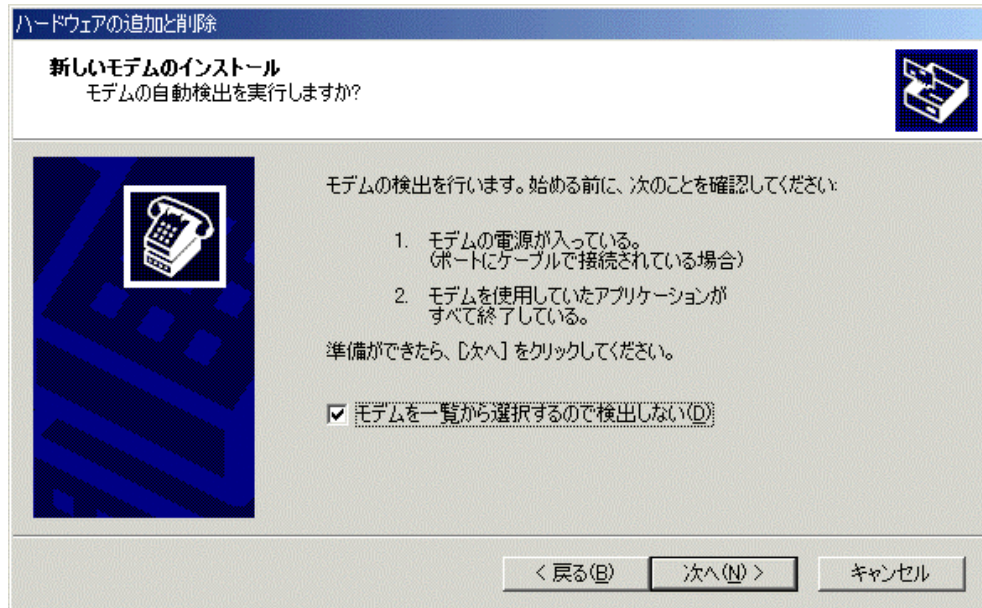 ハードウェアの追加と削除
新しいモデムのインストール
モデムの自動検出を実行しますか?
モデムの検出を行います。始める前に、次のことを確認してください:
1. モデムの電源が入っている。
(ポートにケーブルで接続されている場合)
2. モデムを使用していたアプリケーションが
すべて終了している。
準備ができたら、[次へ] をクリックしてください。
モデムを一覧から選択するので検出しない(D)
< 戻る(B)
次へ(N) >
キャンセル